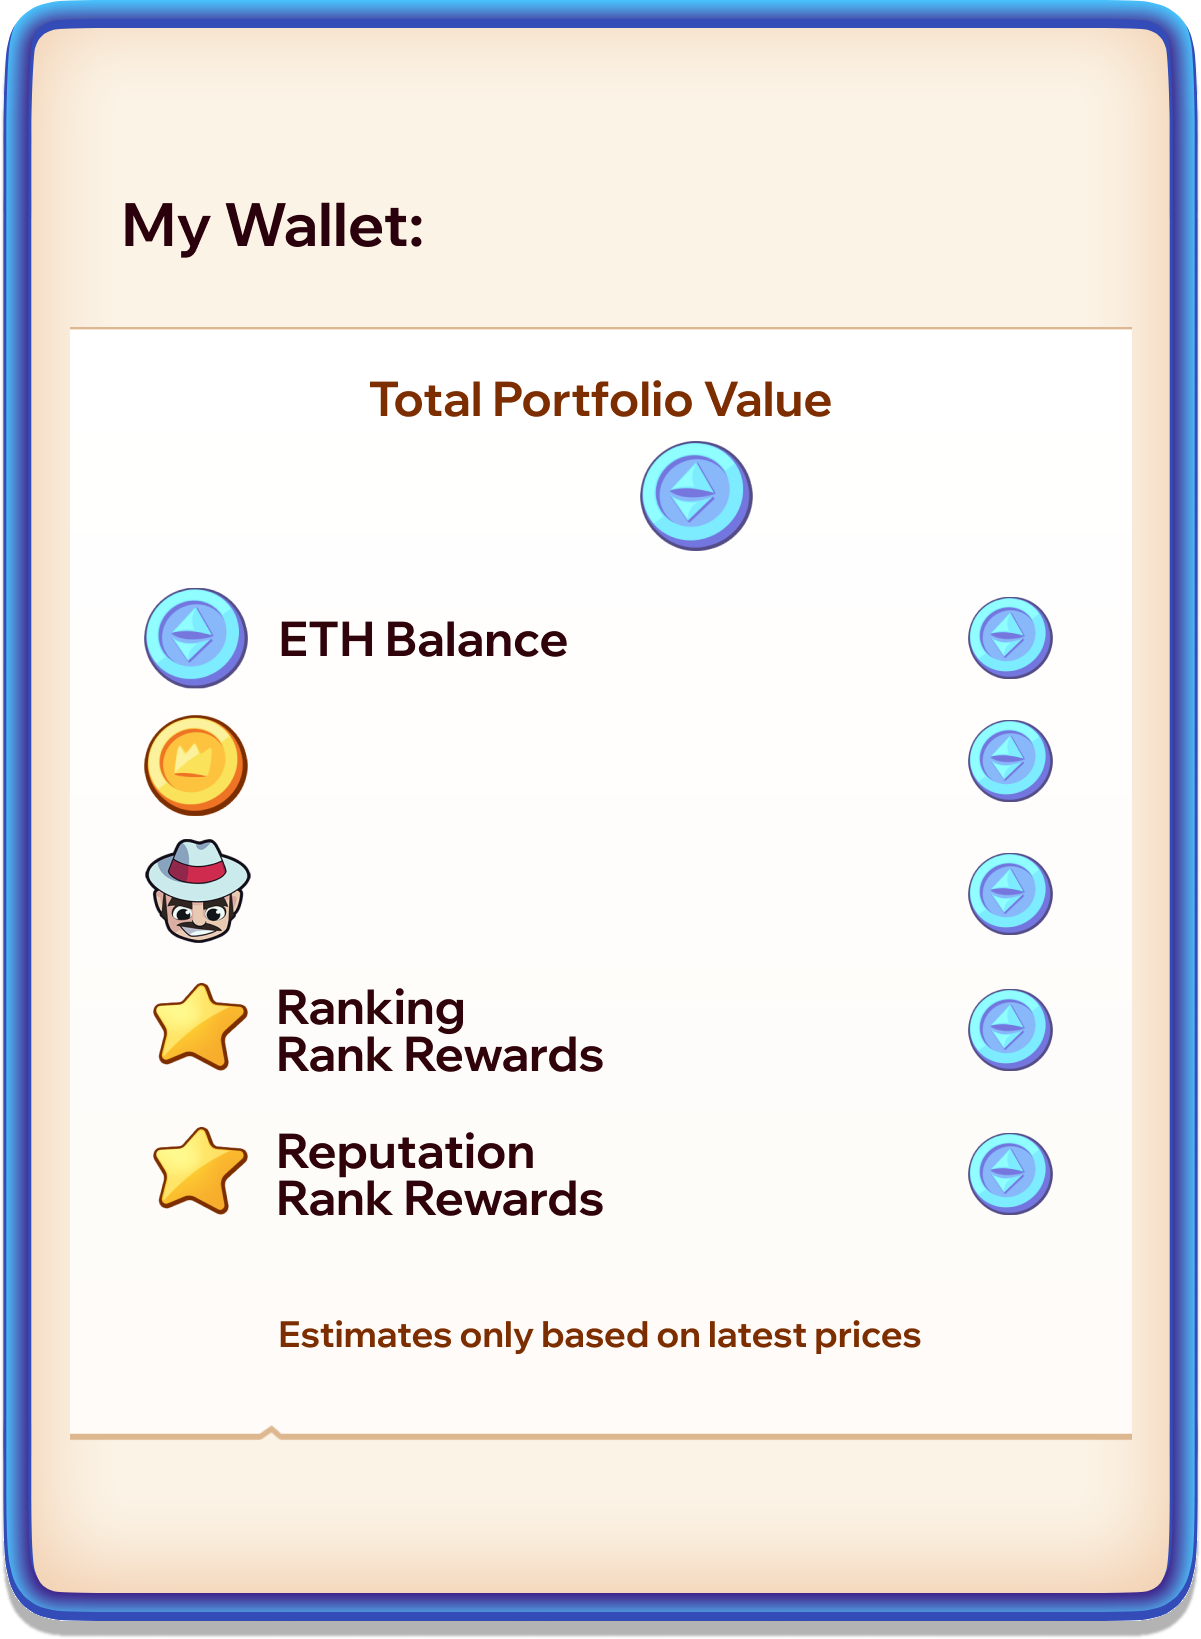 My Wallet:
Total Portfolio Value
ETH Balance
Ranking
Rank Rewards
Reputation
Rank Rewards
Estimates only based on latest prices